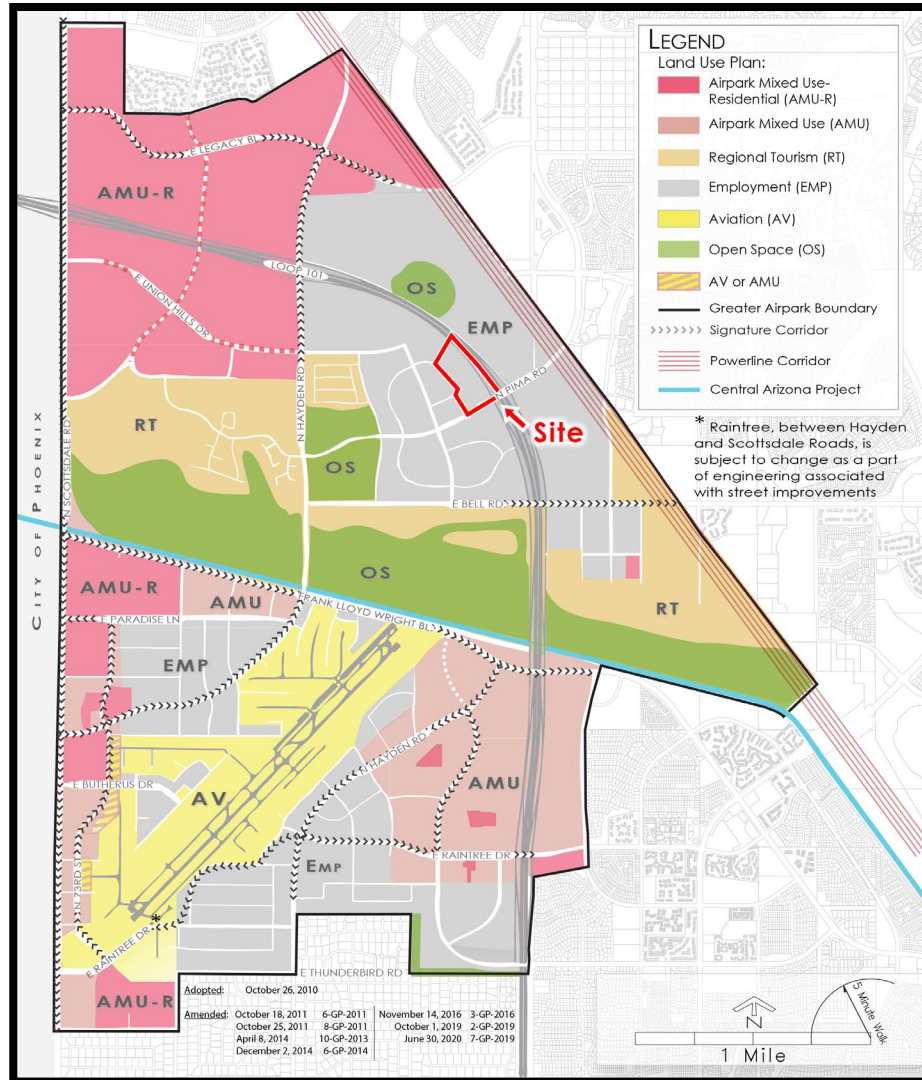 LEGEND
Land Use Plan:
Airpark Mixed Use-
Residential (AMU-R)
Airpark Mixed Use (AMU)
Regional Tourism (RT)
Employment (EMP)
Aviation (AV)
Open Space (OS)
AV or AMU
Greater Airpark Boundary
Signature Corridor
Powerline Corridor
Central Arizona Project
* Raintree, between Hayden
and Scottsdale Roads, is
subject to change as a part
of engineering associated
with street improvements
E LEGACY BL
AMU-R
LOOP 101
E UNION HILLS DR
OS
EMP
N PIMA RD
Site
N HAYDEN RD
RT
N SCOTTSDALE RD
CITY OF PHOENIX
OS
E BELL RD
OS
RT
AMU-R
AMU
FRANK LLOYD WRIGHT BL
E PARADISE LN
EMP
N HAYDEN RD
AMU
E BUTHERUS DR
AV
E RAINTREE DR
EMP
N 73RD ST
*
E RAINTREE DR
E THUNDERBIRD RD
AMU-R
Adopted: October 26, 2010
Amended: October 18, 2011 6-GP-2011 November 14, 2016 3-GP-2016
October 25, 2011 8-GP-2011 October 1, 2019 2-GP-2019
April 8, 2014 10-GP-2013 June 30, 2020 7-GP-2019
December 2, 2014 6-GP-2014
N
5 Minute Walk
1 Mile